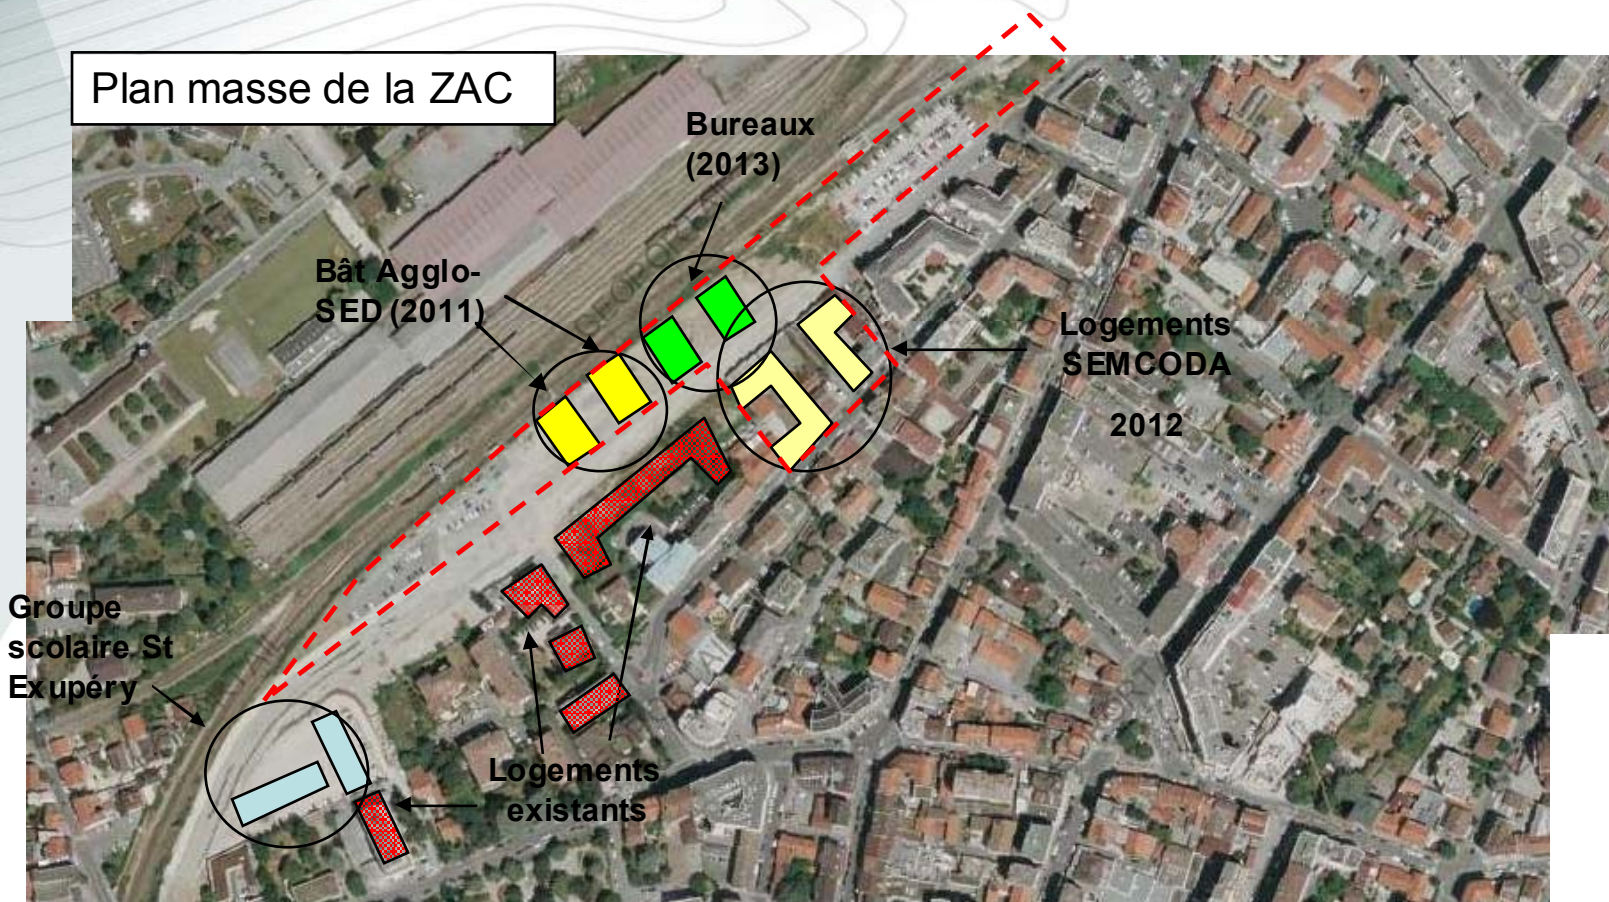 Plan masse de la ZAC
Bureaux
(2013)
Bât Agglo-
SED (2011)
Logements
SEMCODA
2012
Groupe
scolaire St
Exupéry
Logements
existants